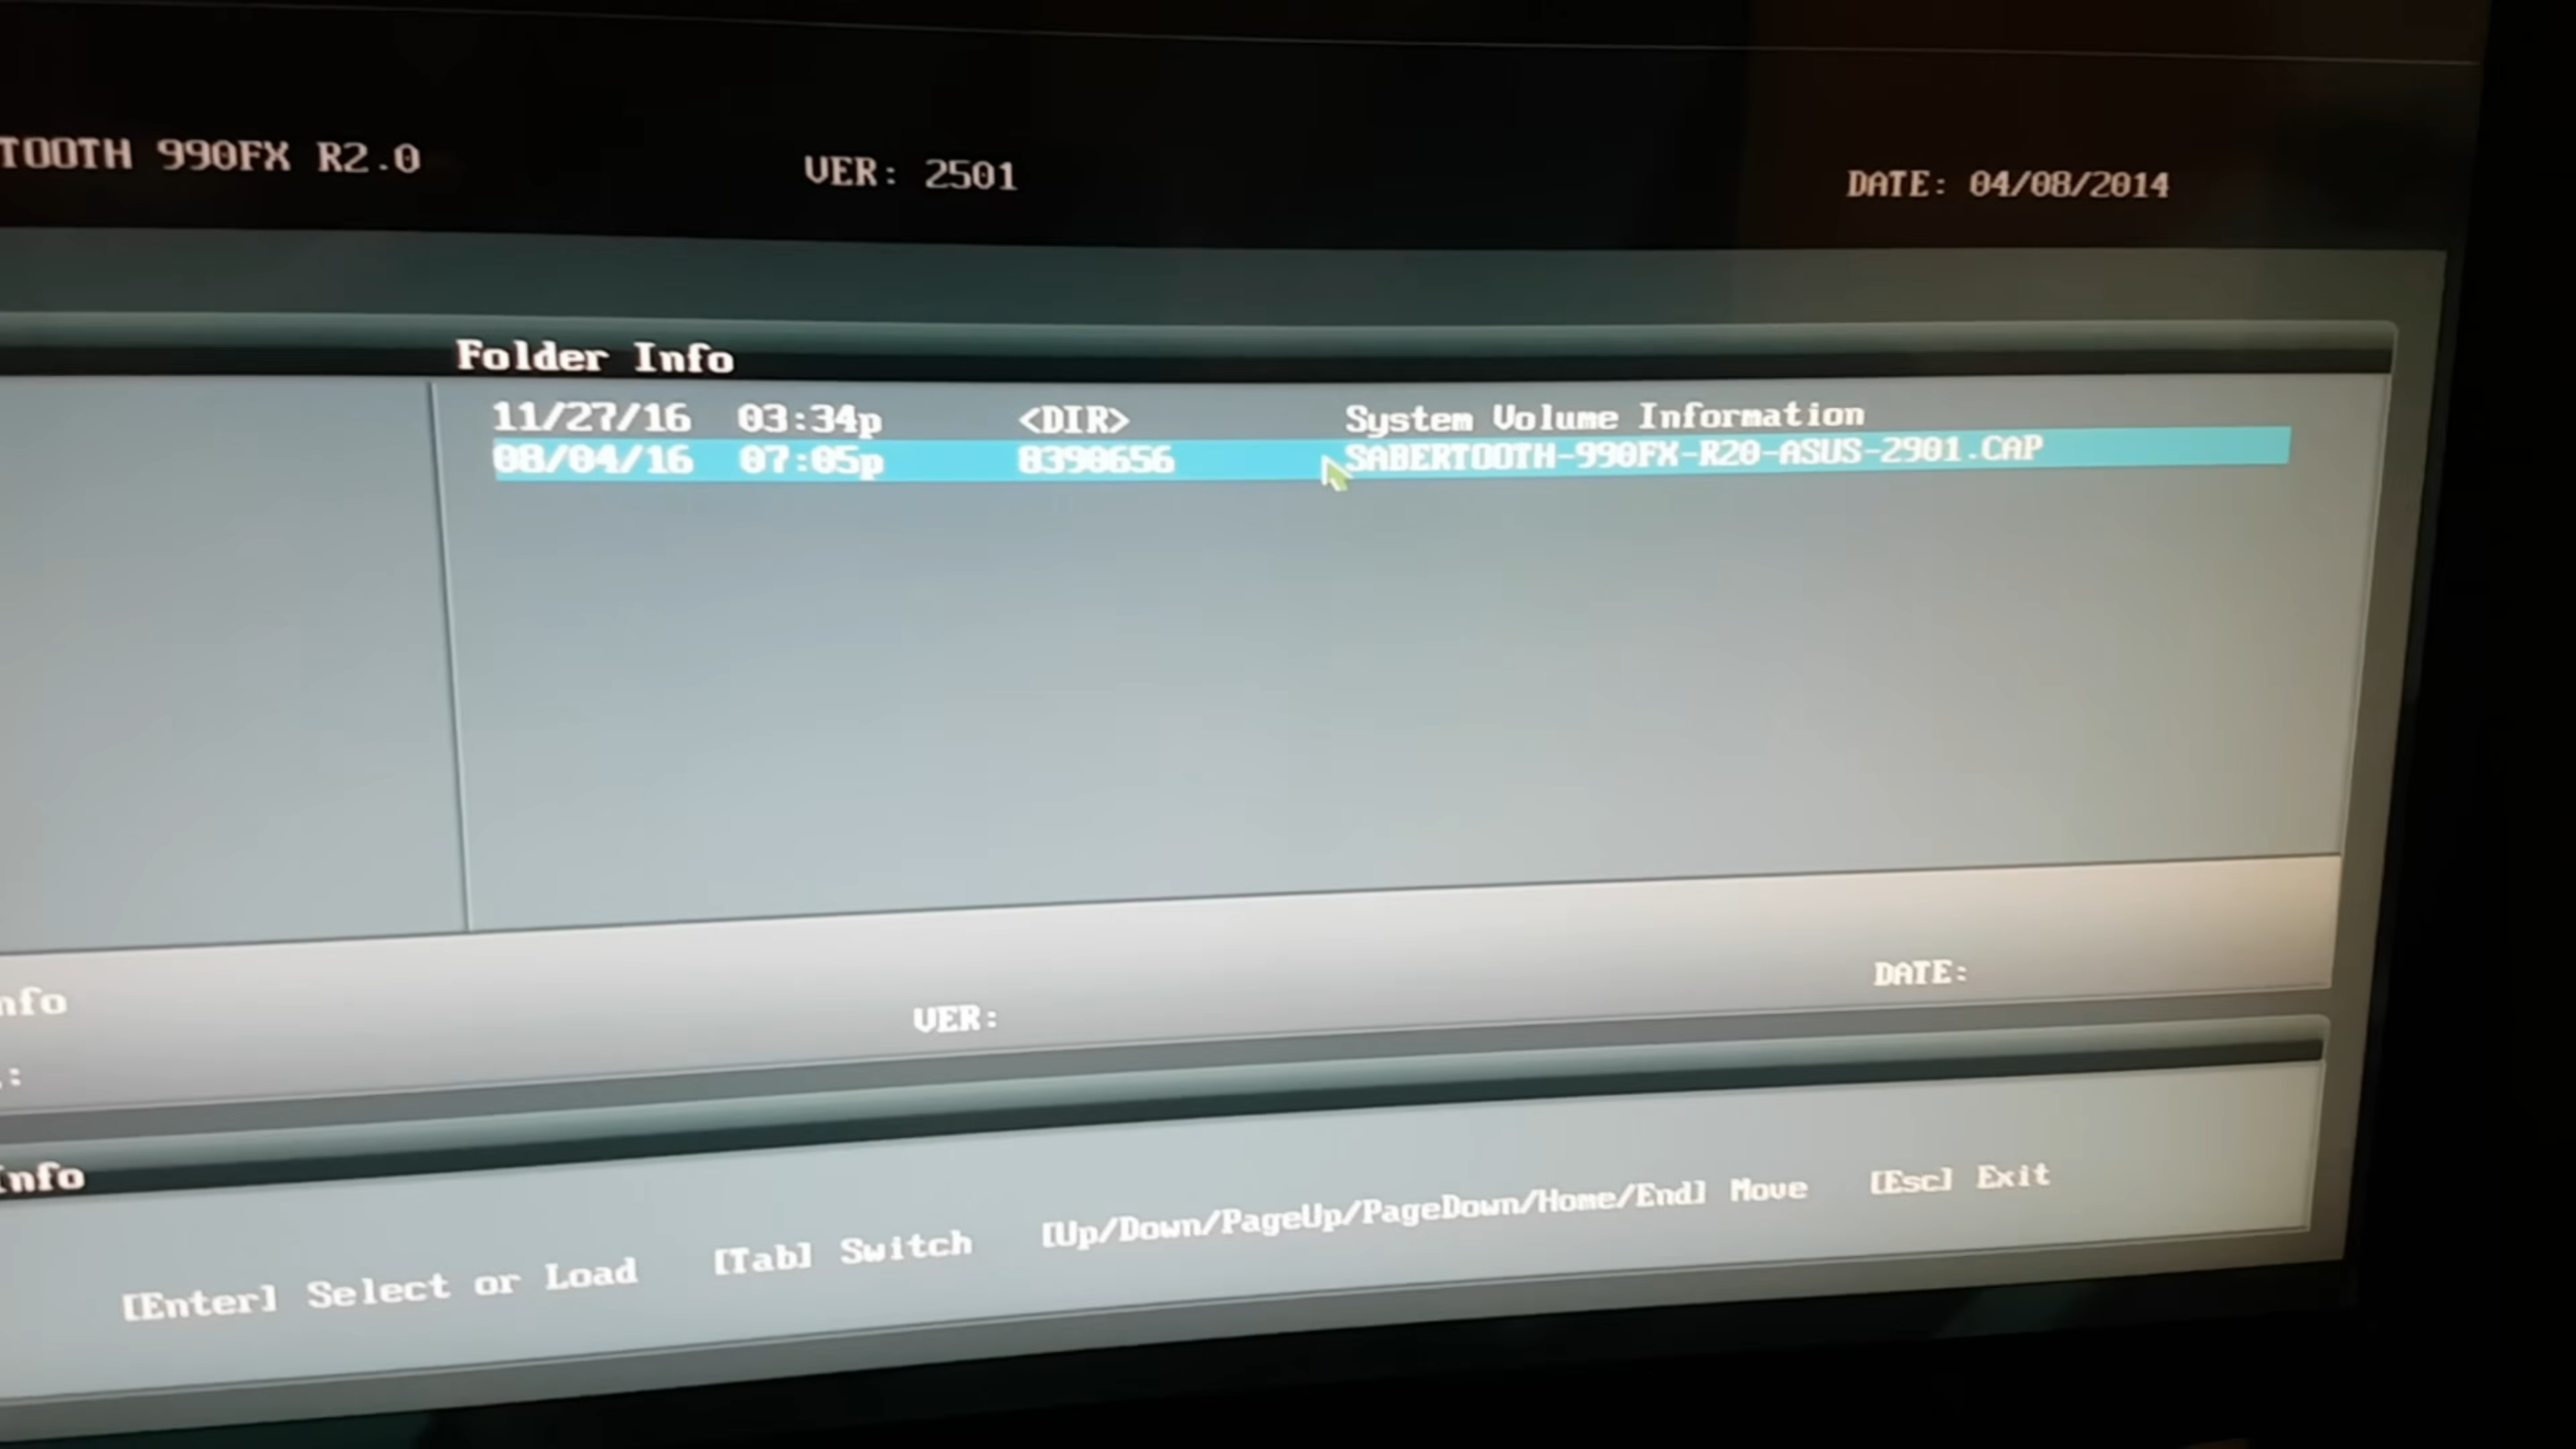 TOOTH 990FX R2.0 VER: 2501 DATE: 04/08/2014
Folder Info
11/27/16 03:34p <DIR> System Volume Information
08/04/16 07:05p 8390656 SABERTOOTH-990FX-R20-ASUS-2901.CAP
nfo
: VER: DATE:
Info
[Enter] Select or Load [Tab] Switch [Up/Down/PageUp/PageDown/Home/End] Move [Esc] Exit